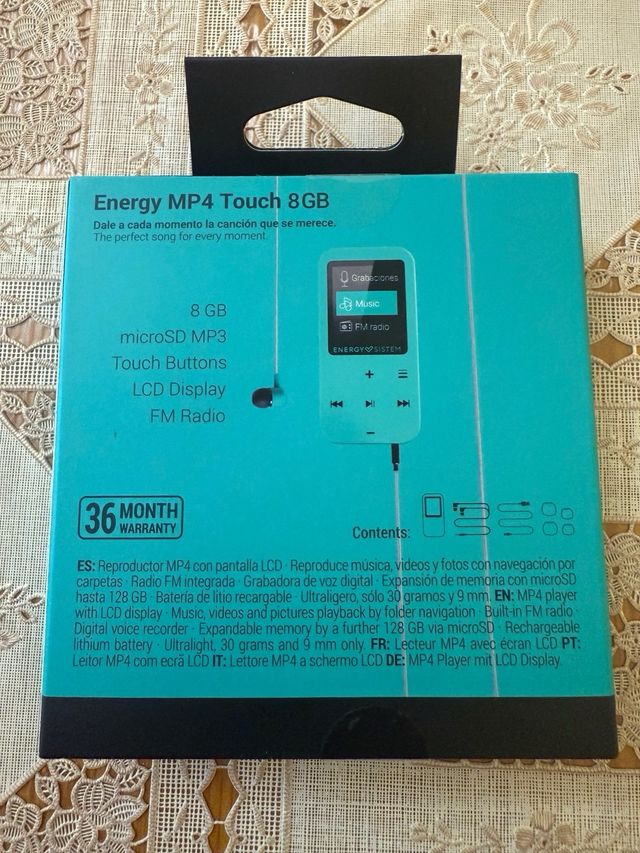 Energy MP4 Touch 8GB
Dale a cada momento la canción que se merece.
The perfect song for every moment.
8 GB
microSD MP3
Touch Buttons
LCD Display
FM Radio
Grabaciones
Music
FM radio
ENERGY SISTEM
36 MONTH
WARRANTY
Contents:
ES: Reproductor MP4 con pantalla LCD · Reproduce música, videos y fotos con navegación por
carpetas · Radio FM integrada · Grabadora de voz digital · Expansión de memoria con microSD
hasta 128 GB · Batería de litio recargable · Ultraligero, sólo 30 gramos y 9 mm. EN: MP4 player
with LCD display · Music, videos and pictures playback by folder navigation · Built-in FM radio ·
Digital voice recorder · Expandable memory by a further 128 GB via microSD · Rechargeable
lithium battery · Ultralight, 30 grams and 9 mm only. FR: Lecteur MP4 avec écran LCD PT:
Leitor MP4 com ecrã LCD IT: Lettore MP4 a schermo LCD DE: MP4 Player mit LCD Display.